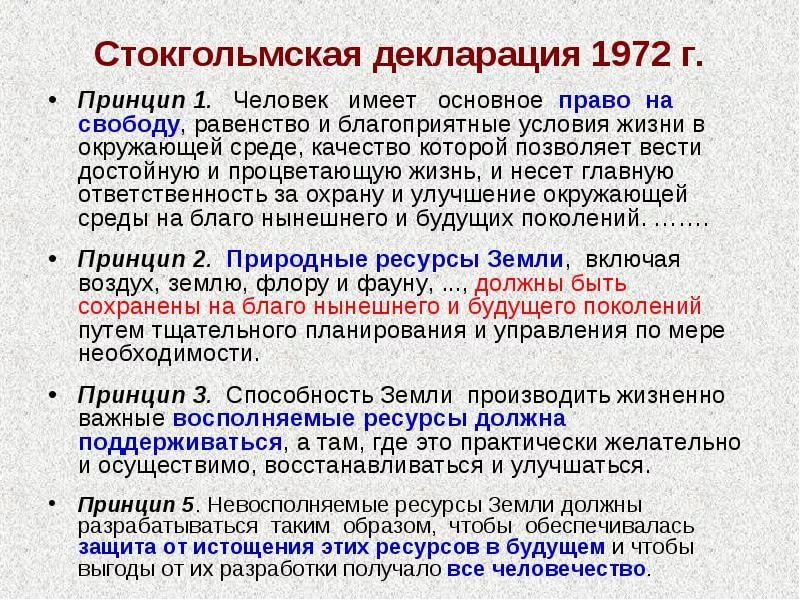 Стокгольмская декларация 1972 г.
• Принцип 1. Человек имеет основное право на
свободу, равенство и благоприятные условия жизни в
окружающей среде, качество которой позволяет вести
достойную и процветающую жизнь, и несет главную
ответственность за охрану и улучшение окружающей
среды на благо нынешнего и будущих поколений. …….
• Принцип 2. Природные ресурсы Земли, включая
воздух, землю, флору и фауну, ..., должны быть
сохранены на благо нынешнего и будущего поколений
путем тщательного планирования и управления по мере
необходимости.
• Принцип 3. Способность Земли производить жизненно
важные восполняемые ресурсы должна
поддерживаться, а там, где это практически желательно
и осуществимо, восстанавливаться и улучшаться.
• Принцип 5. Невосполняемые ресурсы Земли должны
разрабатываться таким образом, чтобы обеспечивалась
защита от истощения этих ресурсов в будущем и чтобы
выгоды от их разработки получало все человечество.